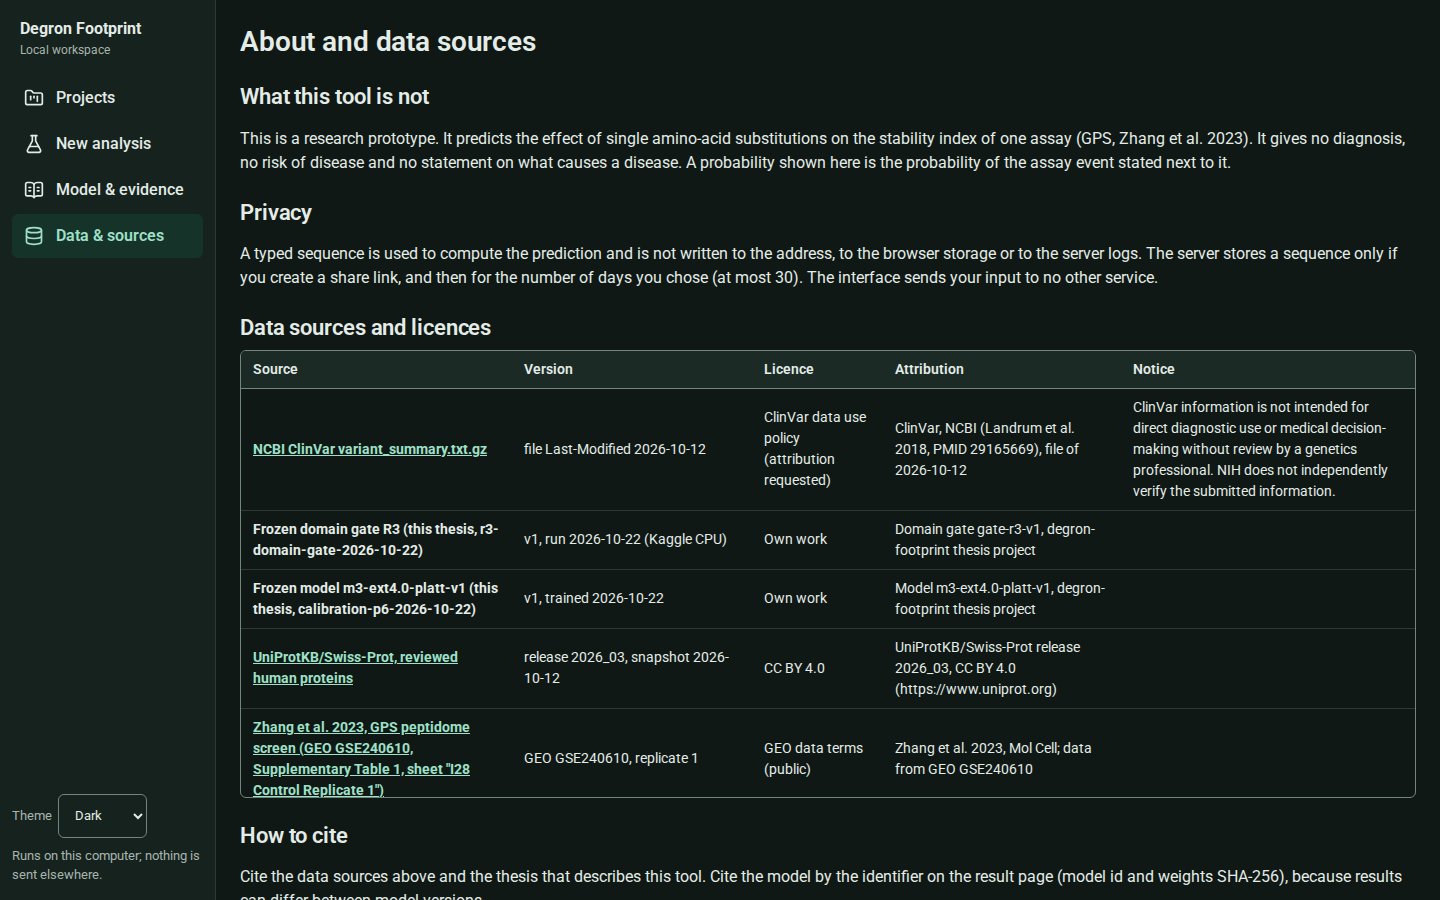 Degron Footprint
Local workspace
Projects
New analysis
Model & evidence
Data & sources
Theme
Dark
Runs on this computer; nothing is
sent elsewhere.
About and data sources
What this tool is not
This is a research prototype. It predicts the effect of single amino-acid substitutions on the stability index of one assay (GPS, Zhang et al. 2023). It gives no diagnosis,
no risk of disease and no statement on what causes a disease. A probability shown here is the probability of the assay event stated next to it.
Privacy
A typed sequence is used to compute the prediction and is not written to the address, to the browser storage or to the server logs. The server stores a sequence only if
you create a share link, and then for the number of days you chose (at most 30). The interface sends your input to no other service.
Data sources and licences
Source
Version
Licence
Attribution
Notice
NCBI ClinVar variant_summary.txt.gz
file Last-Modified 2026-10-12
ClinVar data use
policy
(attribution
requested)
ClinVar, NCBI (Landrum et al.
2018, PMID 29165669), file of
2026-10-12
ClinVar information is not intended for
direct diagnostic use or medical decision-
making without review by a genetics
professional. NIH does not independently
verify the submitted information.
Frozen domain gate R3 (this thesis, r3-
domain-gate-2026-10-22)
v1, run 2026-10-22 (Kaggle CPU)
Own work
Domain gate gate-r3-v1, degron-
footprint thesis project
Frozen model m3-ext4.0-platt-v1 (this
thesis, calibration-p6-2026-10-22)
v1, trained 2026-10-22
Own work
Model m3-ext4.0-platt-v1, degron-
footprint thesis project
UniProtKB/Swiss-Prot, reviewed
human proteins
release 2026_03, snapshot 2026-
10-12
CC BY 4.0
UniProtKB/Swiss-Prot release
2026_03, CC BY 4.0
(https://www.uniprot.org)
Zhang et al. 2023, GPS peptidome
screen (GEO GSE240610,
Supplementary Table 1, sheet "I28
Control Replicate 1")
GEO GSE240610, replicate 1
GEO data terms
(public)
Zhang et al. 2023, Mol Cell; data
from GEO GSE240610
How to cite
Cite the data sources above and the thesis that describes this tool. Cite the model by the identifier on the result page (model id and weights SHA-256), because results
can differ between model versions.